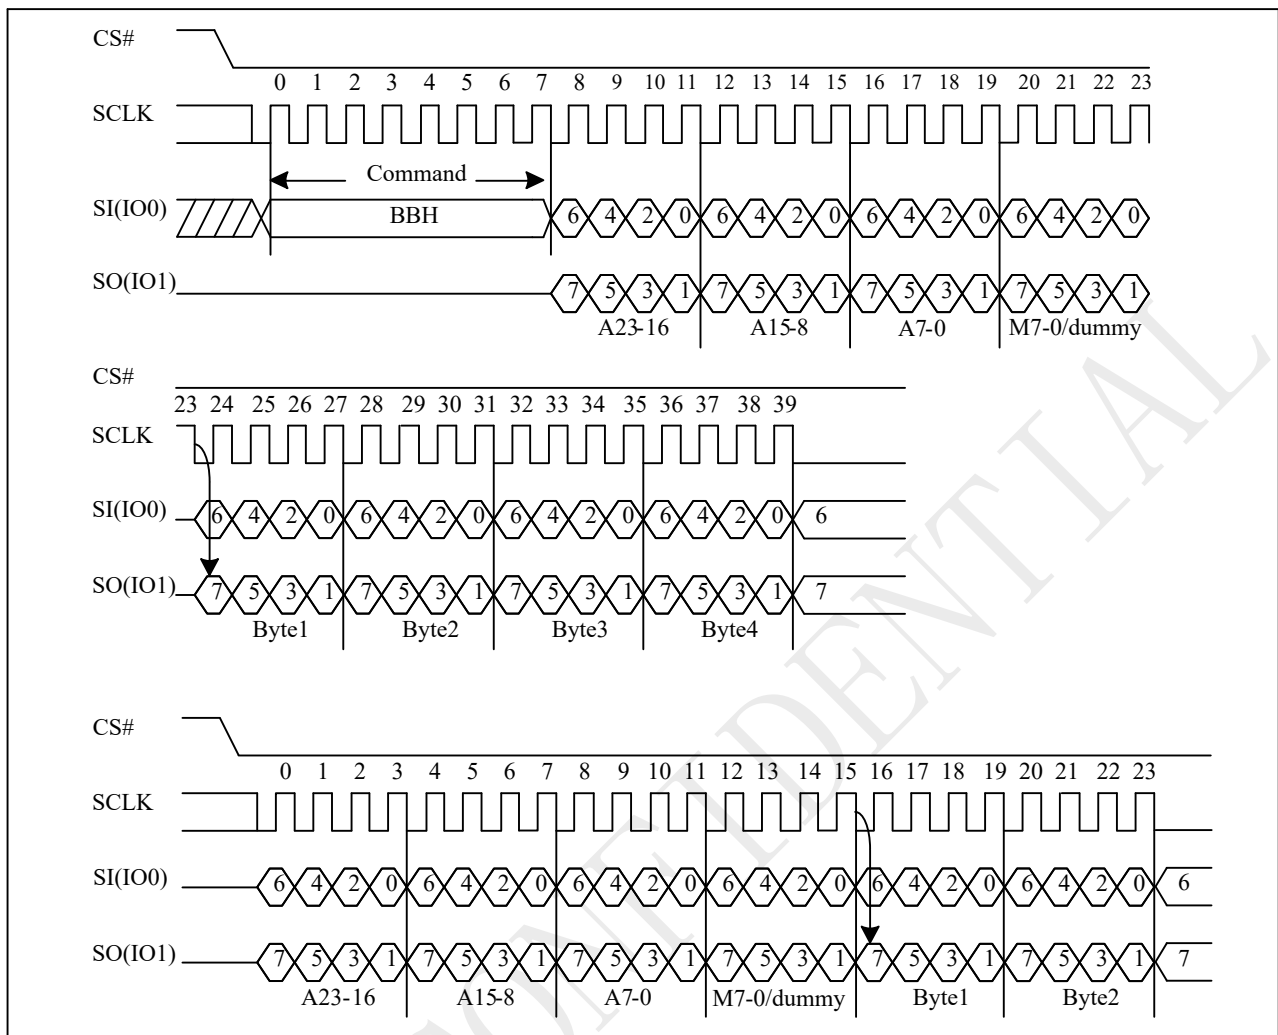 CS#
0 1 2 3 4 5 6 7 8 9 10 11 12 13 14 15 16 17 18 19 20 21 22 23
SCLK
Command
SI(IO0) BBH 6 4 2 0 6 4 2 0 6 4 2 0 6 4 2 0
SO(IO1) 7 5 3 1 7 5 3 1 7 5 3 1 7 5 3 1
A23-16 A15-8 A7-0 M7-0/dummy
CS#
23 24 25 26 27 28 29 30 31 32 33 34 35 36 37 38 39
SCLK
SI(IO0) 6 4 2 0 6 4 2 0 6 4 2 0 6 4 2 0 6
SO(IO1) 7 5 3 1 7 5 3 1 7 5 3 1 7 5 3 1 7
Byte1 Byte2 Byte3 Byte4
CS#
0 1 2 3 4 5 6 7 8 9 10 11 12 13 14 15 16 17 18 19 20 21 22 23
SCLK
SI(IO0) 6 4 2 0 6 4 2 0 6 4 2 0 6 4 2 0 6 4 2 0 6 4 2 0 6
SO(IO1) 7 5 3 1 7 5 3 1 7 5 3 1 7 5 3 1 7 5 3 1 7 5 3 1 7
A23-16 A15-8 A7-0 M7-0/dummy Byte1 Byte2
ONFIDENTIAL